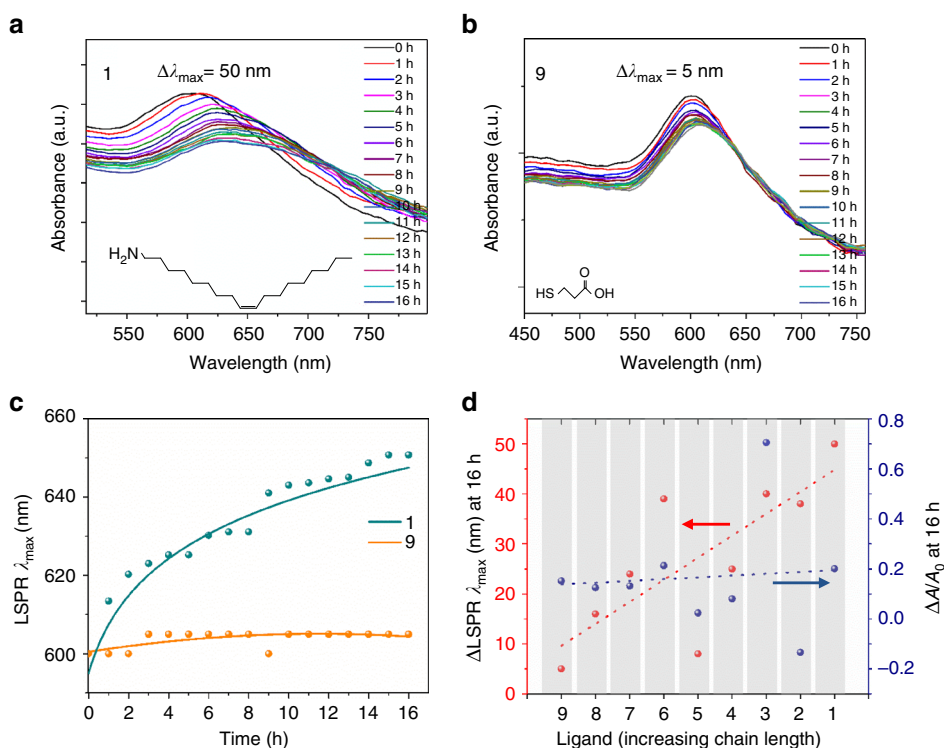 a
1
Δλmax = 50 nm
0 h
1 h
2 h
3 h
4 h
5 h
6 h
7 h
8 h
9 h
10 h
11 h
12 h
13 h
14 h
15 h
16 h
H2N
Absorbance (a.u.)
550 600 650 700 750
Wavelength (nm)
b
9
Δλmax = 5 nm
0 h
1 h
2 h
3 h
4 h
5 h
6 h
7 h
8 h
9 h
10 h
11 h
12 h
13 h
14 h
15 h
16 h
O
HS OH
Absorbance (a.u.)
450 500 550 600 650 700 750
Wavelength (nm)
c
660
640
620
600
LSPR λmax (nm)
1
9
0 2 4 6 8 10 12 14 16
Time (h)
d
50
40
30
20
10
0
ΔLSPR λmax (nm) at 16 h
0.8
0.6
0.4
0.2
0.0
–0.2
ΔA/A0 at 16 h
9 8 7 6 5 4 3 2 1
Ligand (increasing chain length)